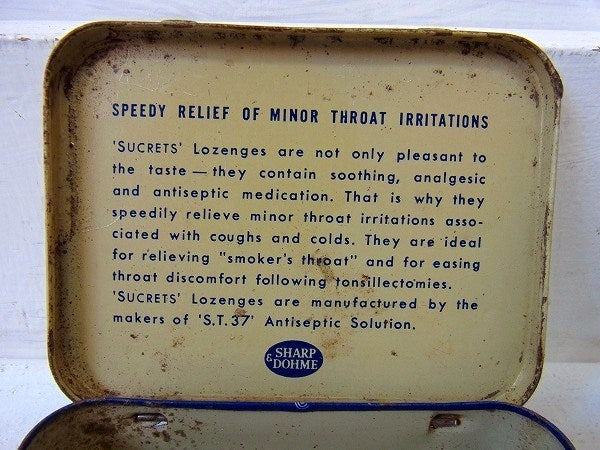 SPEEDY RELIEF OF MINOR THROAT IRRITATIONS
'SUCRETS' Lozenges are not only pleasant to
the taste — they contain soothing, analgesic
and antiseptic medication. That is why they
speedily relieve minor throat irritations asso-
ciated with coughs and colds. They are ideal
for relieving "smoker's throat" and for easing
throat discomfort following tonsillectomies.
'SUCRETS' Lozenges are manufactured by the
makers of 'S.T. 37' Antiseptic Solution.
SHARP
& DOHME